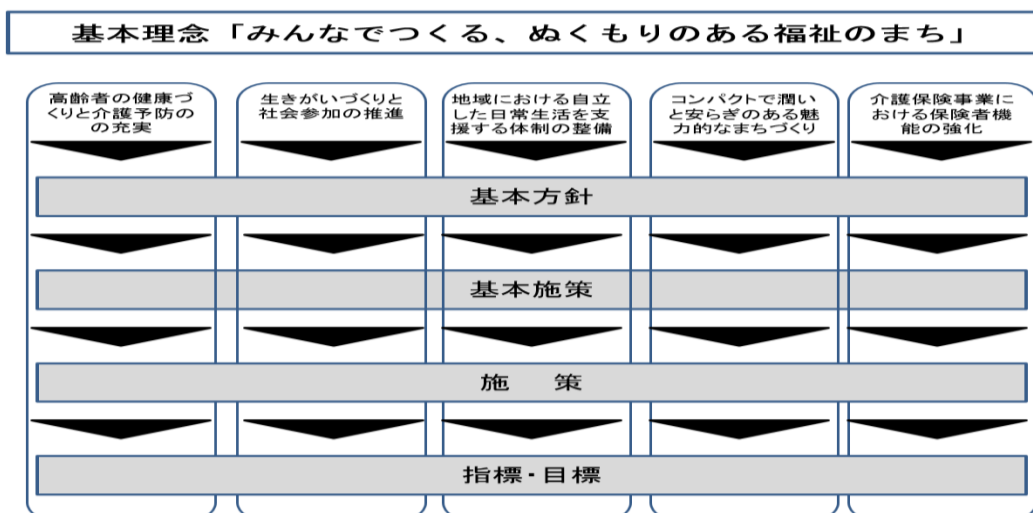 基本理念「みんなでつくる、ぬくもりのある福祉のまち」
高齢者の健康づ
くりと介護予防の
の充実
生きがいづくりと
社会参加の推進
地域における自立
した日常生活を支
援する体制の整備
コンパクトで潤い
と安らぎのある魅
力的なまちづくり
介護保険事業に
おける保険者機
能の強化
基本方針
基本施策
施　策
指標・目標